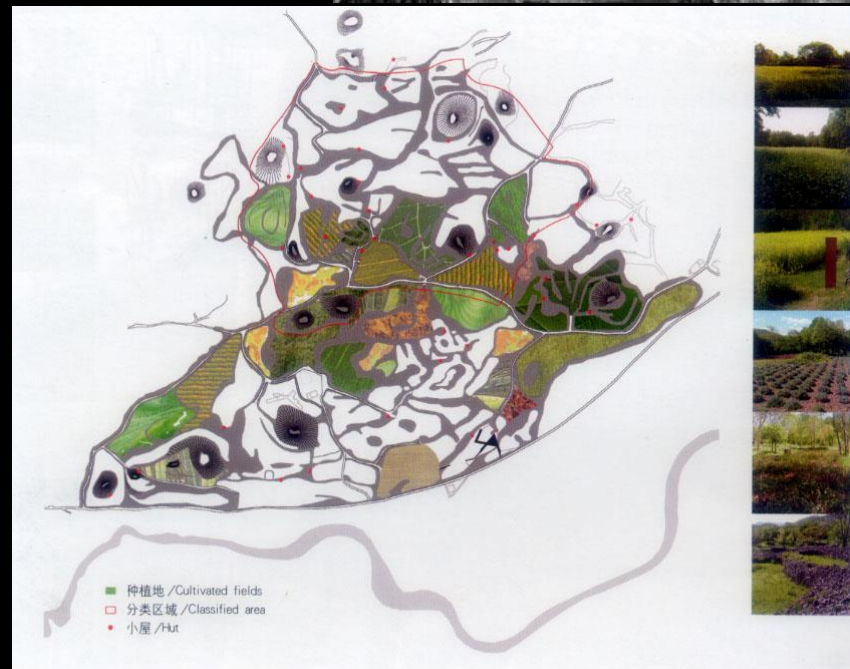 种植地 /Cultivated fields
分类区域 /Classified area
小屋 /Hut